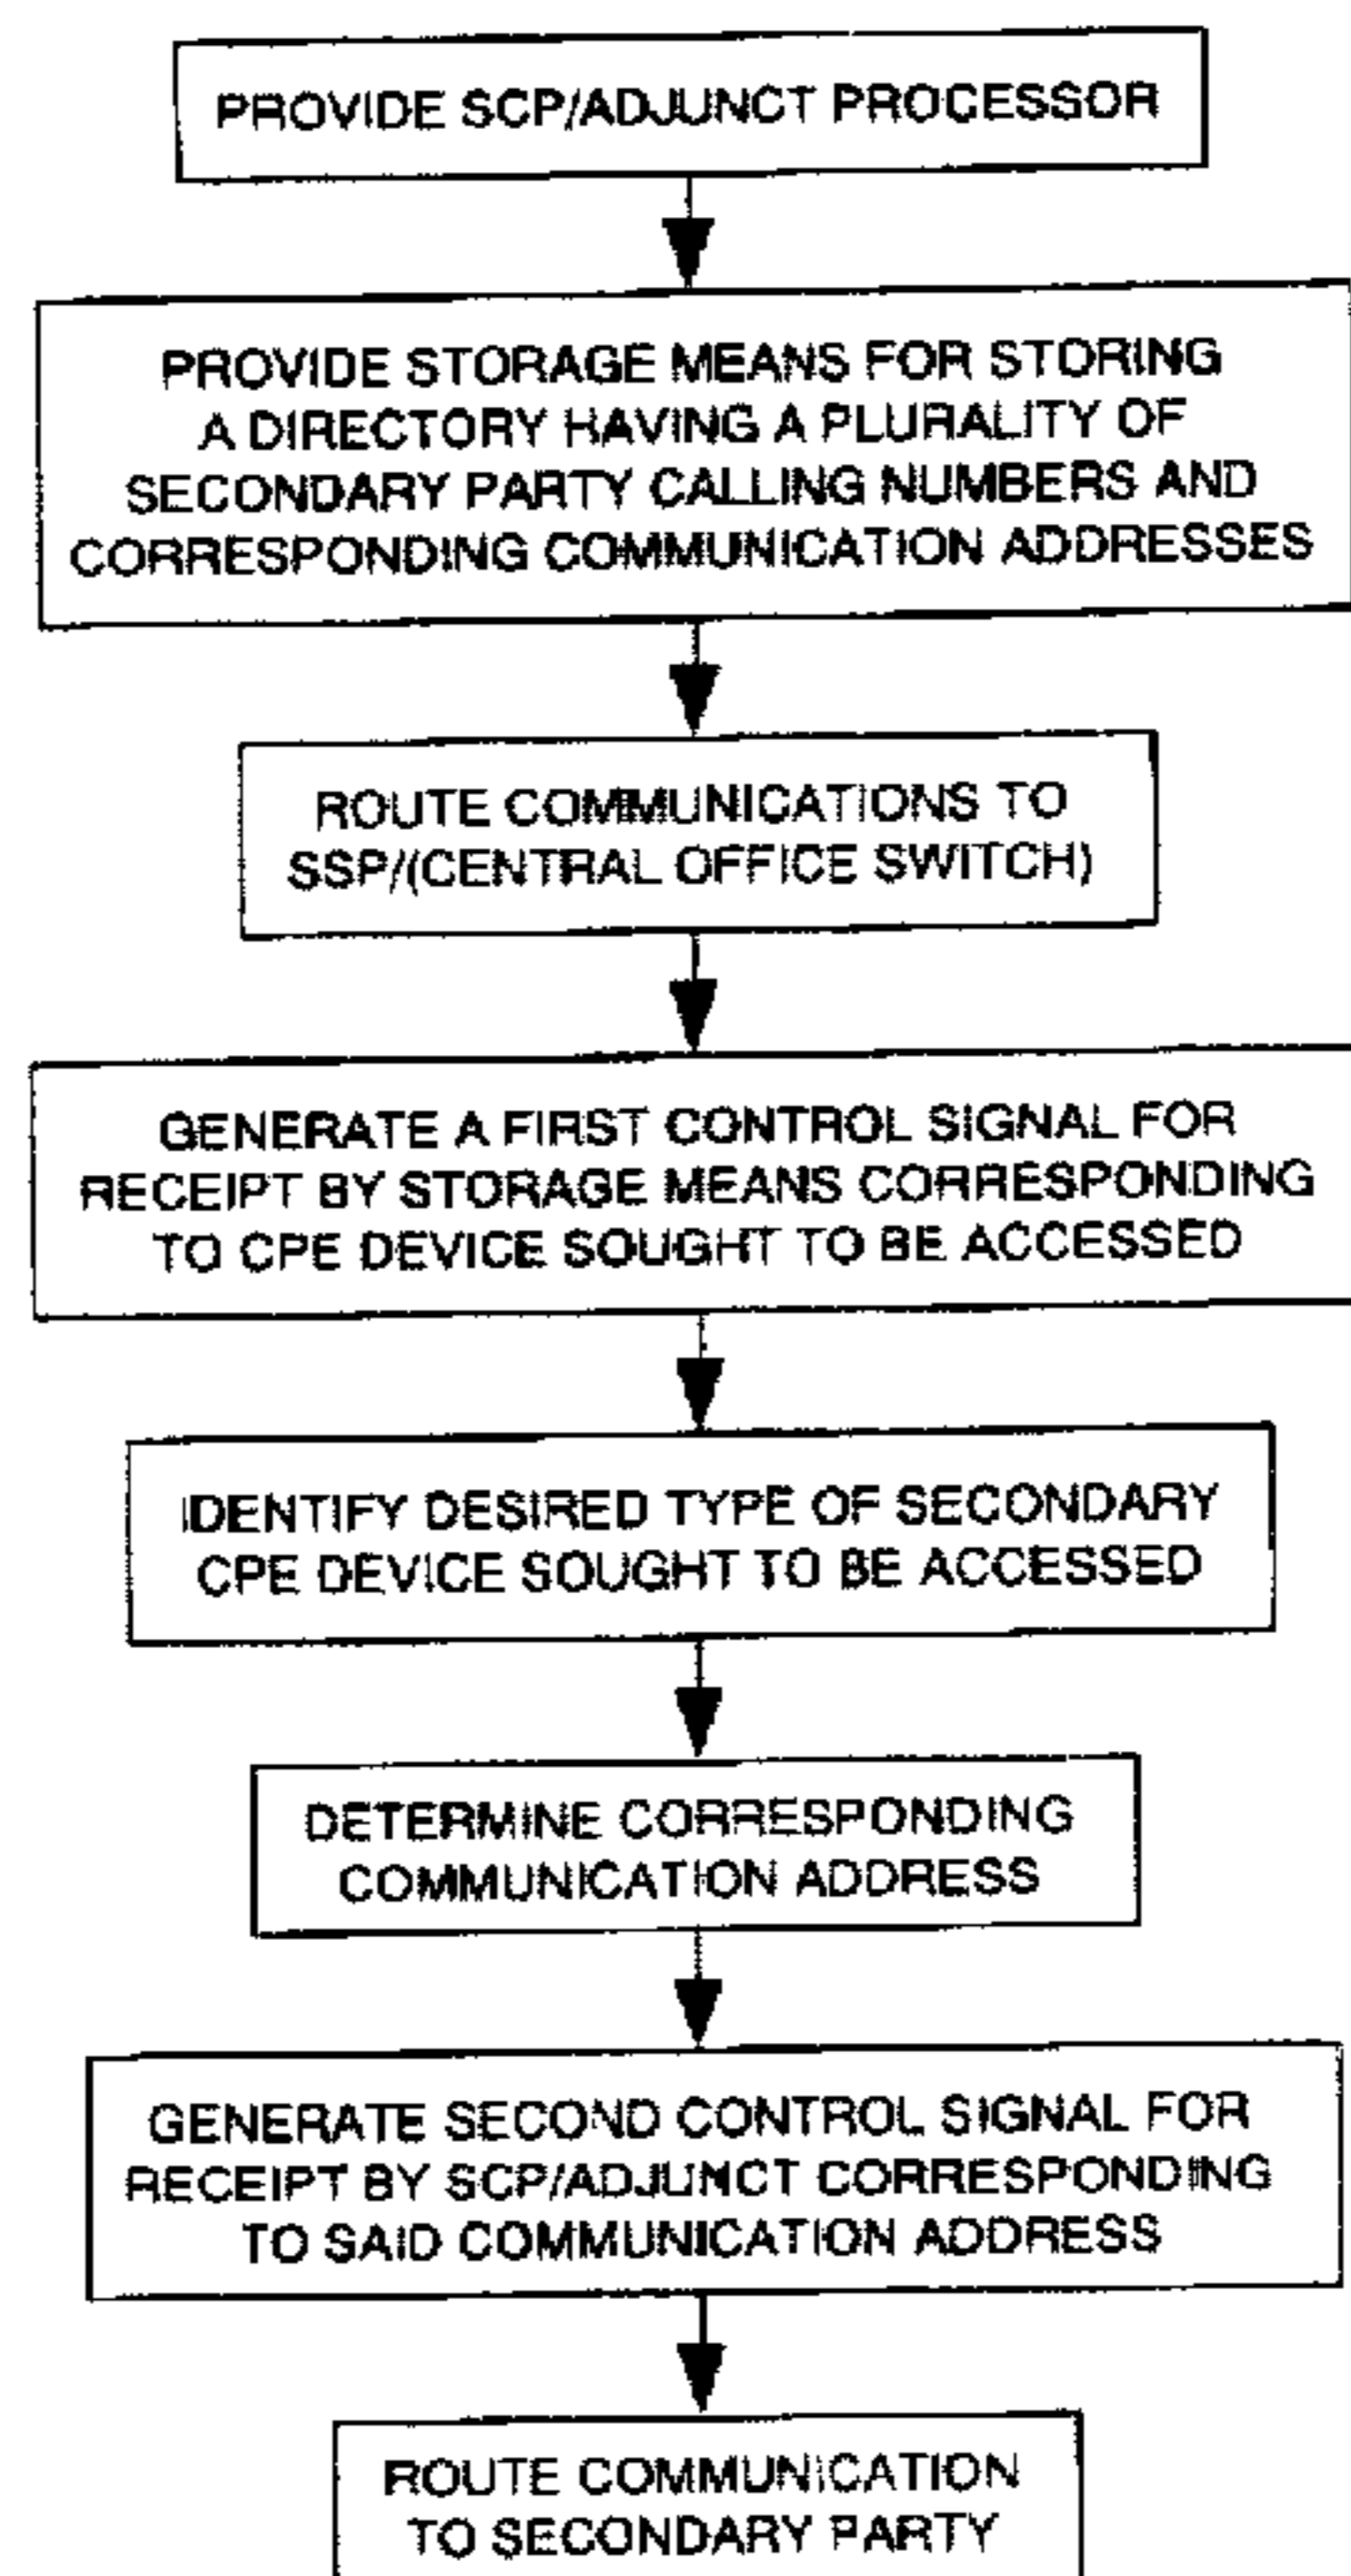 PROVIDE SCP/ADJUNCT PROCESSOR
PROVIDE STORAGE MEANS FOR STORING
A DIRECTORY HAVING A PLURALITY OF
SECONDARY PARTY CALLING NUMBERS AND
CORRESPONDING COMMUNICATION ADDRESSES
ROUTE COMMUNICATIONS TO
SSP/(CENTRAL OFFICE SWITCH)
GENERATE A FIRST CONTROL SIGNAL FOR
RECEIPT BY STORAGE MEANS CORRESPONDING
TO CPE DEVICE SOUGHT TO BE ACCESSED
IDENTIFY DESIRED TYPE OF SECONDARY
CPE DEVICE SOUGHT TO BE ACCESSED
DETERMINE CORRESPONDING
COMMUNICATION ADDRESS
GENERATE SECOND CONTROL SIGNAL FOR
RECEIPT BY SCP/ADJUNCT CORRESPONDING
TO SAID COMMUNICATION ADDRESS
ROUTE COMMUNICATION
TO SECONDARY PARTY